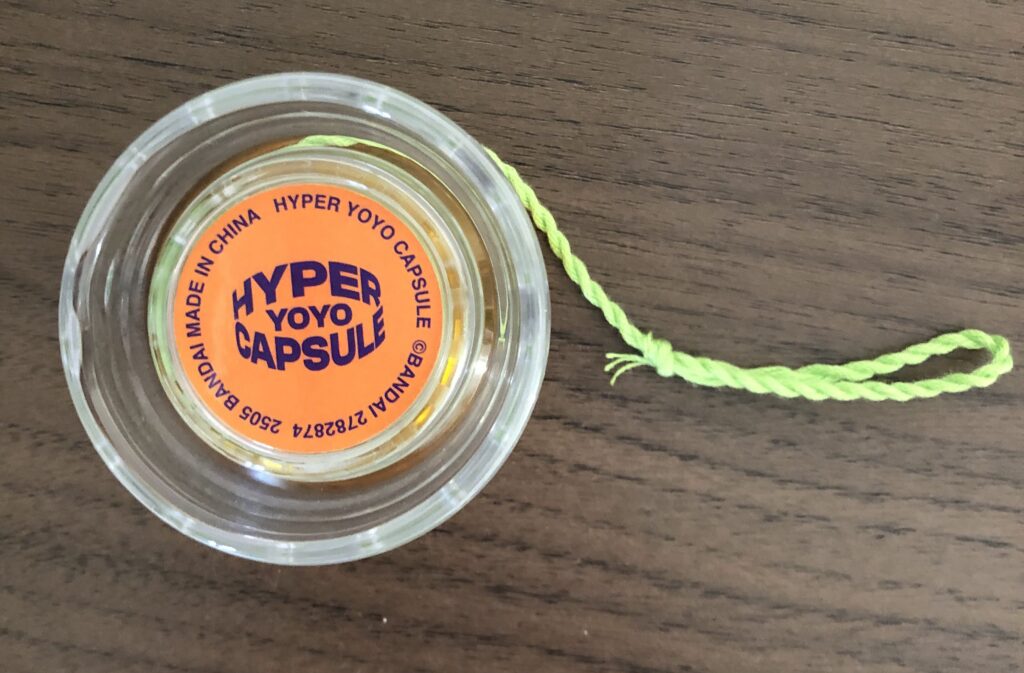 HYPER
YOYO
CAPSULE
HYPER YOYO CAPSULE ©BANDAI 2782874 2505 BANDAI MADE IN CHINA